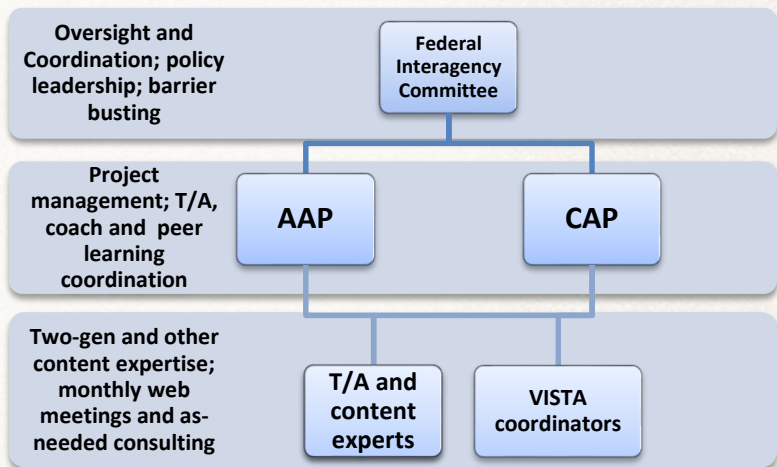 Oversight and
Coordination; policy
leadership; barrier
busting
Federal
Interagency
Committee
Project
management; T/A,
coach and peer
learning
coordination
AAP
CAP
Two-gen and other
content expertise;
monthly web
meetings and as-
needed consulting
T/A and
content
experts
VISTA
coordinators